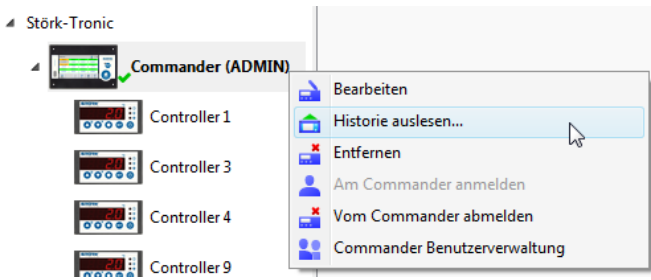 Störk-Tronic
Commander (ADMIN)
Controller 1
Controller 3
Controller 4
Controller 9
Bearbeiten
Historie auslesen...
Entfernen
Am Commander anmelden
Vom Commander abmelden
Commander Benutzerverwaltung